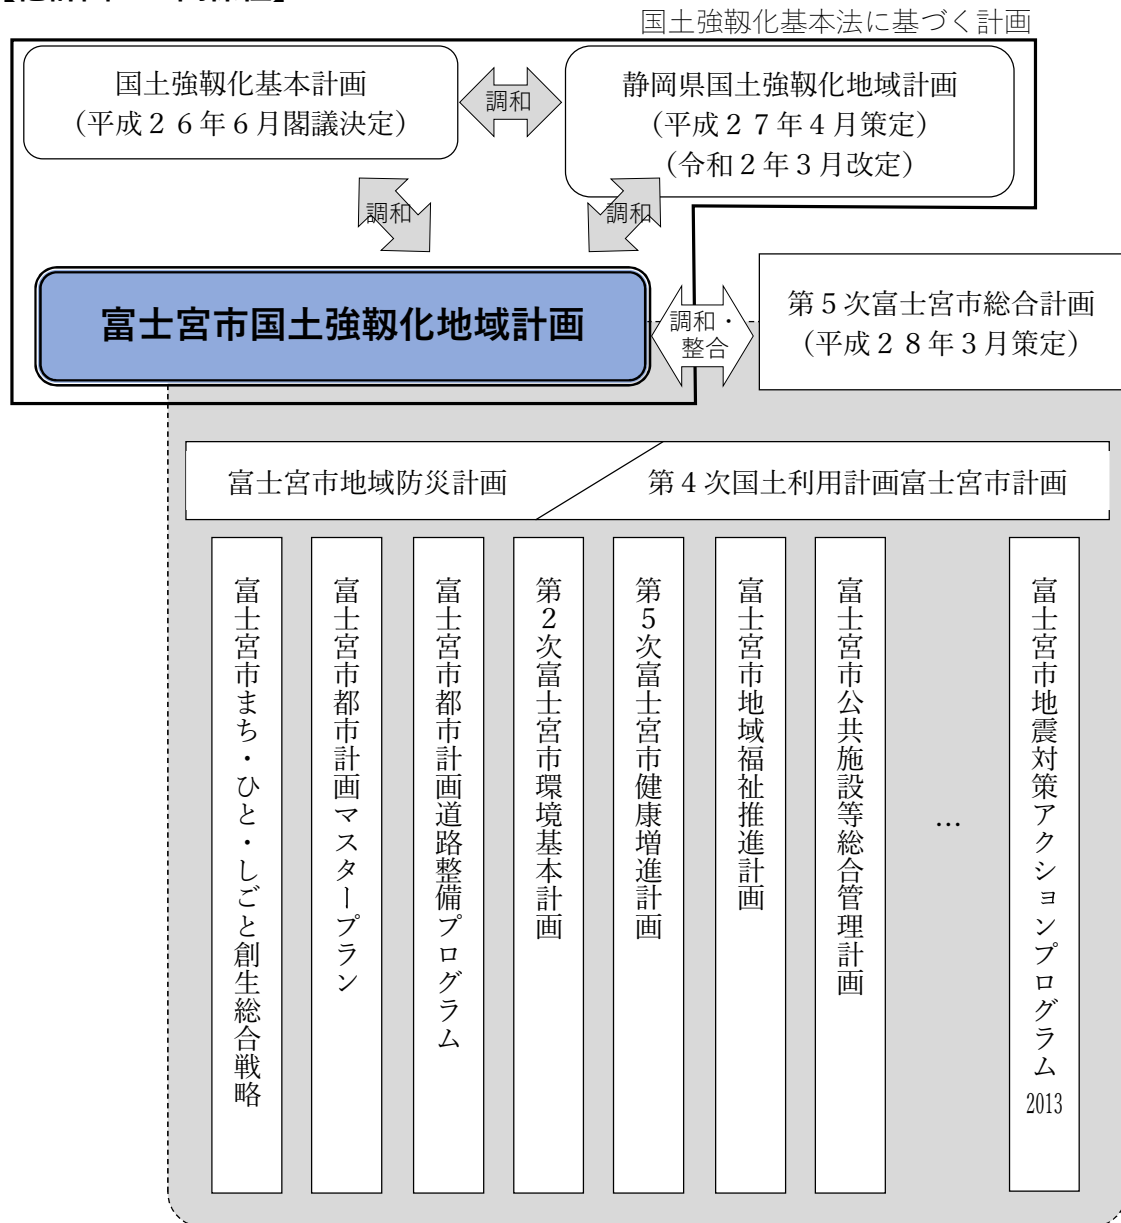 国土強靱化基本法に基づく計画
国土強靱化基本計画
（平成２６年６月閣議決定）
調和
静岡県国土強靱化地域計画
（平成２７年４月策定）
（令和２年３月改定）
調和
調和
富士宮市国土強靱化地域計画
調和・
整合
第５次富士宮市総合計画
（平成２８年３月策定）
富士宮市地域防災計画
第４次国土利用計画富士宮市計画
富士宮市まち・ひと・しごと創生総合戦略
富士宮市都市計画マスタープラン
富士宮市都市計画道路整備プログラム
第２次富士宮市環境基本計画
第５次富士宮市健康増進計画
富士宮市地域福祉推進計画
富士宮市公共施設等総合管理計画
…
富士宮市地震対策アクションプログラム2013